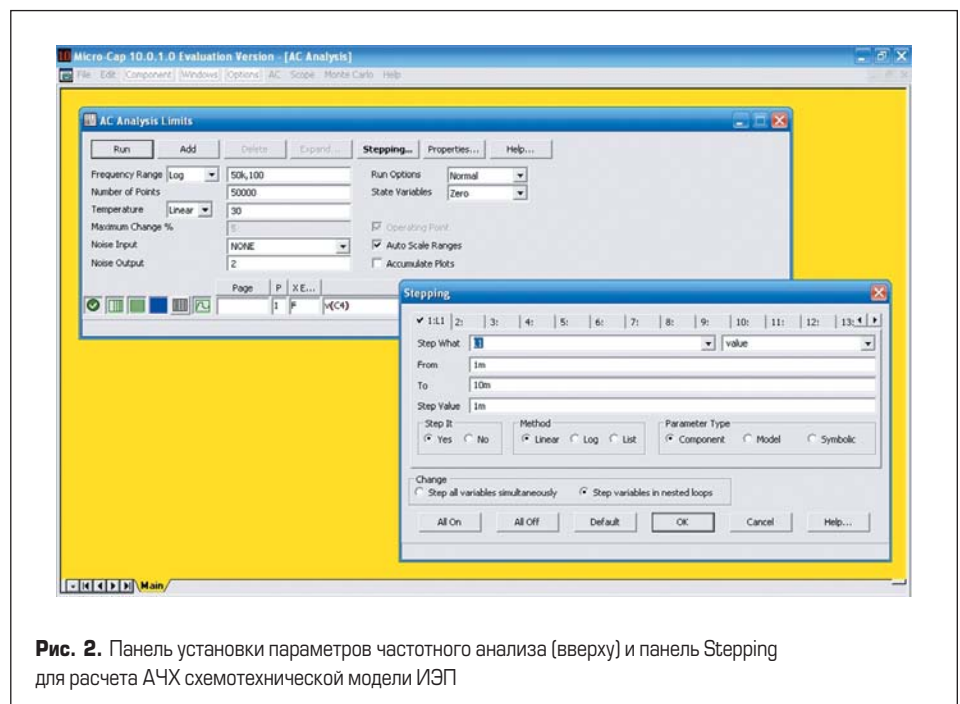 Micro-Cap 10.0.1.0 Evaluation Version - [AC Analysis]
File Edit Component Windows Options AC Scope Monte Carlo Help
AC Analysis Limits
Run Add Delete Expand... Stepping... Properties... Help...
Frequency Range Log 50k,100 Run Options Normal
Number of Points 50000 State Variables Zero
Temperature Linear 30
Maximum Change % 5 Operating Point
Noise Input NONE Auto Scale Ranges
Noise Output 2 Accumulate Plots
Page P X E...
1 F v(C4)
Stepping
1:L1 2: 3: 4: 5: 6: 7: 8: 9: 10: 11: 12: 13:
Step What L1 value
From 1m
To 10m
Step Value 1m
Step It Method Parameter Type
Yes No Linear Log List Component Model Symbolic
Change
Step all variables simultaneously Step variables in nested loops
All On All Off Default OK Cancel Help...
Main
Рис. 2. Панель установки параметров частотного анализа (вверху) и панель Stepping
для расчета АЧХ схемотехнической модели ИЭП